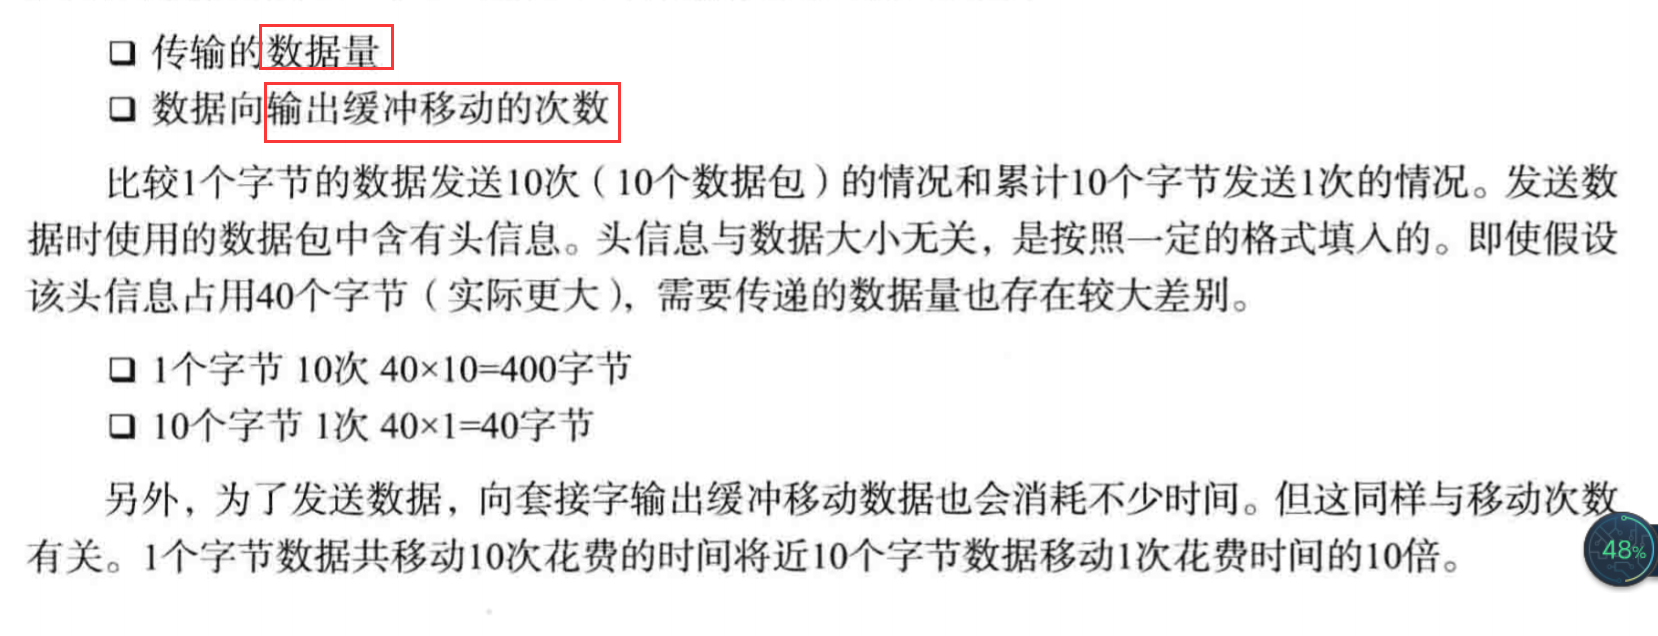 传输的数据量
数据向输出缓冲移动的次数
比较1个字节的数据发送10次（10个数据包）的情况和累计10个字节发送1次的情况。发送数
据时使用的数据包中含有头信息。头信息与数据大小无关，是按照一定的格式填入的。即使假设
该头信息占用40个字节（实际更大），需要传递的数据量也存在较大差别。
1个字节 10次 40×10=400字节
10个字节 1次 40×1=40字节
另外，为了发送数据，向套接字输出缓冲移动数据也会消耗不少时间。但这同样与移动次数
有关。1个字节数据共移动10次花费的时间将近10个字节数据移动1次花费时间的10倍。
48%